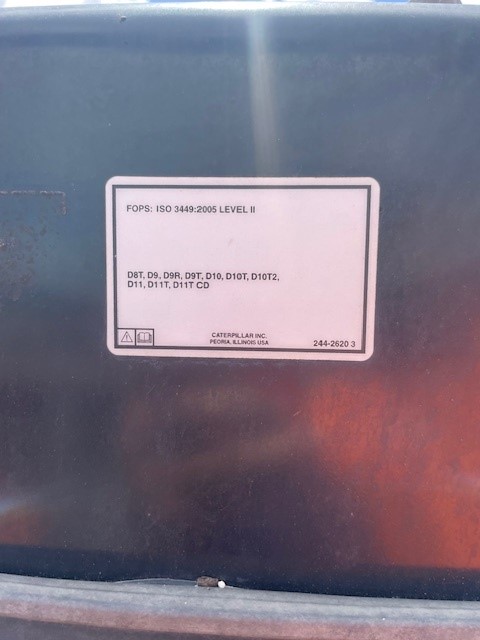 FOPS: ISO 3449:2005 LEVEL II
D8T, D9, D9R, D9T, D10, D10T, D10T2,
D11, D11T, D11T CD
CATERPILLAR INC.
PEORIA, ILLINOIS USA
244-2620 3